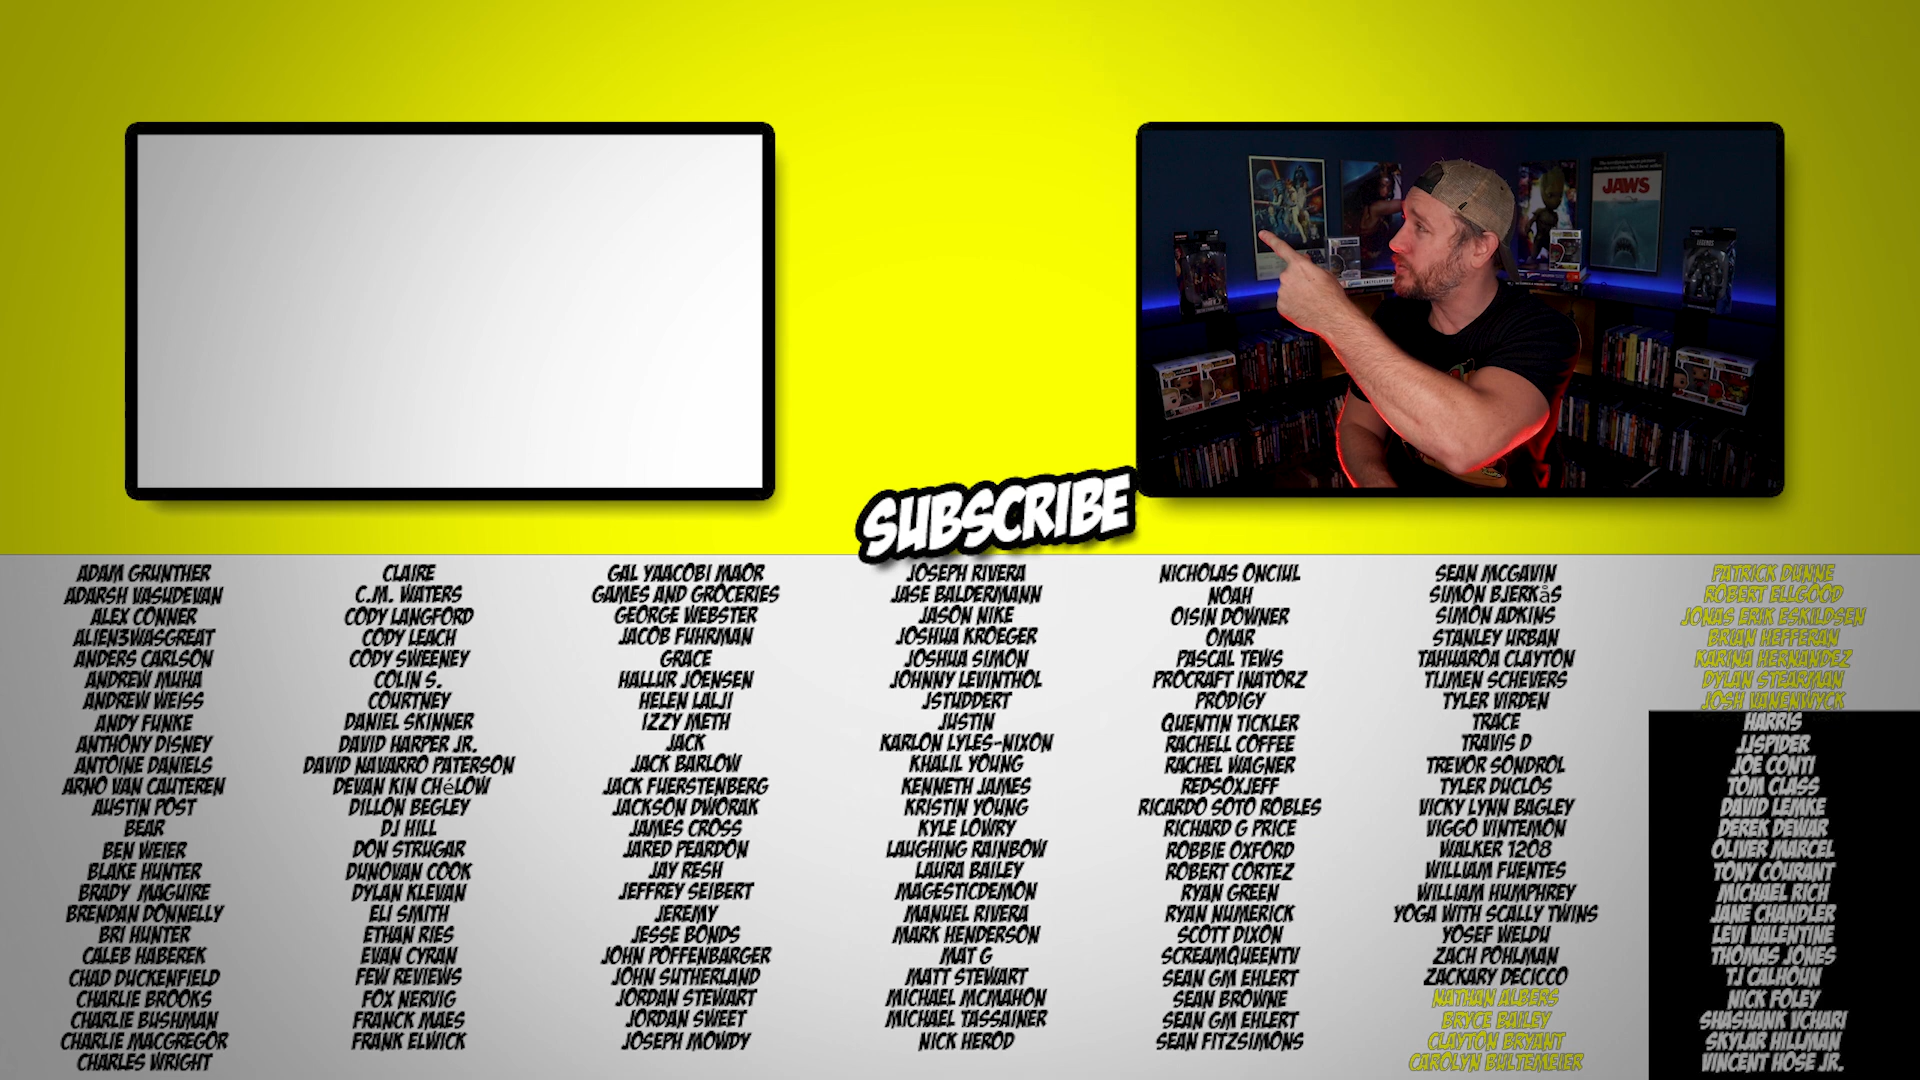 JAWS
SUBSCRIBE
ADAM GRUNTHER
ADARSH VASUDEVAN
ALEX CONNER
ALIEN3WASGREAT
ANDERS CARLSON
ANDREW MUHA
ANDREW WEISS
ANDY FUNKE
ANTHONY DISNEY
ANTOINE DANIELS
ARNO VAN CAUTEREN
AUSTIN POST
BEAR
BEN WEIER
BLAKE HUNTER
BRADY MAGUIRE
BRENDAN DONNELLY
BRI HUNTER
CALEB HABEREK
CHAD DUCKENFIELD
CHARLIE BROOKS
CHARLIE BUSHMAN
CHARLIE MACGREGOR
CHARLES WRIGHT
CLAIRE
C.M. WATERS
CODY LANGFORD
CODY LEACH
CODY SWEENEY
COLIN S.
COURTNEY
DANIEL SKINNER
DAVID HARPER JR.
DAVID NAVARRO PATERSON
DEVAN KIN CHéLOW
DILLON BEGLEY
DJ HILL
DON STRUGAR
DUNOVAN COOK
DYLAN KLEVAN
ELI SMITH
ETHAN RIES
EVAN CYRAN
FEW REVIEWS
FOX NERVIG
FRANCK MAES
FRANK ELWICK
GAL YAACOBI MAOR
GAMES AND GROCERIES
GEORGE WEBSTER
JACOB FUHRMAN
GRACE
HALLUR JOENSEN
HELEN LALJI
IZZY METH
JACK
JACK BARLOW
JACK FUERSTENBERG
JACKSON DWORAK
JAMES CROSS
JARED PEARDON
JAY RESH
JEFFREY SEIBERT
JEREMY
JESSE BONDS
JOHN POFFENBARGER
JOHN SUTHERLAND
JORDAN STEWART
JORDAN SWEET
JOSEPH MOWDY
JOSEPH RIVERA
JASE BALDERMANN
JASON NIKE
JOSHUA KROEGER
JOSHUA SIMON
JOHNNY LEVINTHOL
JSTUDDERT
JUSTIN
KARLON LYLES-NIXON
KHALIL YOUNG
KENNETH JAMES
KRISTIN YOUNG
KYLE LOWRY
LAUGHING RAINBOW
LAURA BAILEY
MAGESTICDEMON
MANUEL RIVERA
MARK HENDERSON
MAT G
MATT STEWART
MICHAEL MCMAHON
MICHAEL TASSAINER
NICK HEROD
NICHOLAS ONCIUL
NOAH
OISIN DOWNER
OMAR
PASCAL TEWS
PROCRAFT INATORZ
PRODIGY
QUENTIN TICKLER
RACHELL COFFEE
RACHEL WAGNER
REDSOXJEFF
RICARDO SOTO ROBLES
RICHARD G PRICE
ROBBIE OXFORD
ROBERT CORTEZ
RYAN GREEN
RYAN NUMERICK
SCOTT DIXON
SCREAMQUEENTV
SEAN GM EHLERT
SEAN BROWNE
SEAN GM EHLERT
SEAN FITZSIMONS
SEAN MCGAVIN
SIMON BJERKåS
SIMON ADKINS
STANLEY URBAN
TAHUAROA CLAYTON
TIJMEN SCHEVERS
TYLER VIRDEN
TRACE
TRAVIS D
TREVOR SONDROL
TYLER DUCLOS
VICKY LYNN BAGLEY
VIGGO VINTEMON
WALKER 1208
WILLIAM FUENTES
WILLIAM HUMPHREY
YOGA WITH SCALLY TWINS
YOSEF WELDU
ZACH POHLMAN
ZACKARY DECICCO
NATHAN ALBERS
BRYCE BAILEY
CLAYTON BRYANT
CAROLYN BULTEMEIER
PATRICK DUNNE
ROBERT ELLGOOD
JONAS ERIK ESKILDSEN
BRIAN HEFFERAN
KARINA HERNANDEZ
DYLAN STEARMAN
JOSH VANENWYCK
HARRIS
JJSPIDER
JOE CONTI
TOM CLASS
DAVID LEMKE
DEREK DEWAR
OLIVER MARCEL
TONY COURANT
MICHAEL RICH
JANE CHANDLER
LEVI VALENTINE
THOMAS JONES
TJ CALHOUN
NICK FOLEY
SHASHANK VCHARI
SKYLAR HILLMAN
VINCENT HOSE JR.